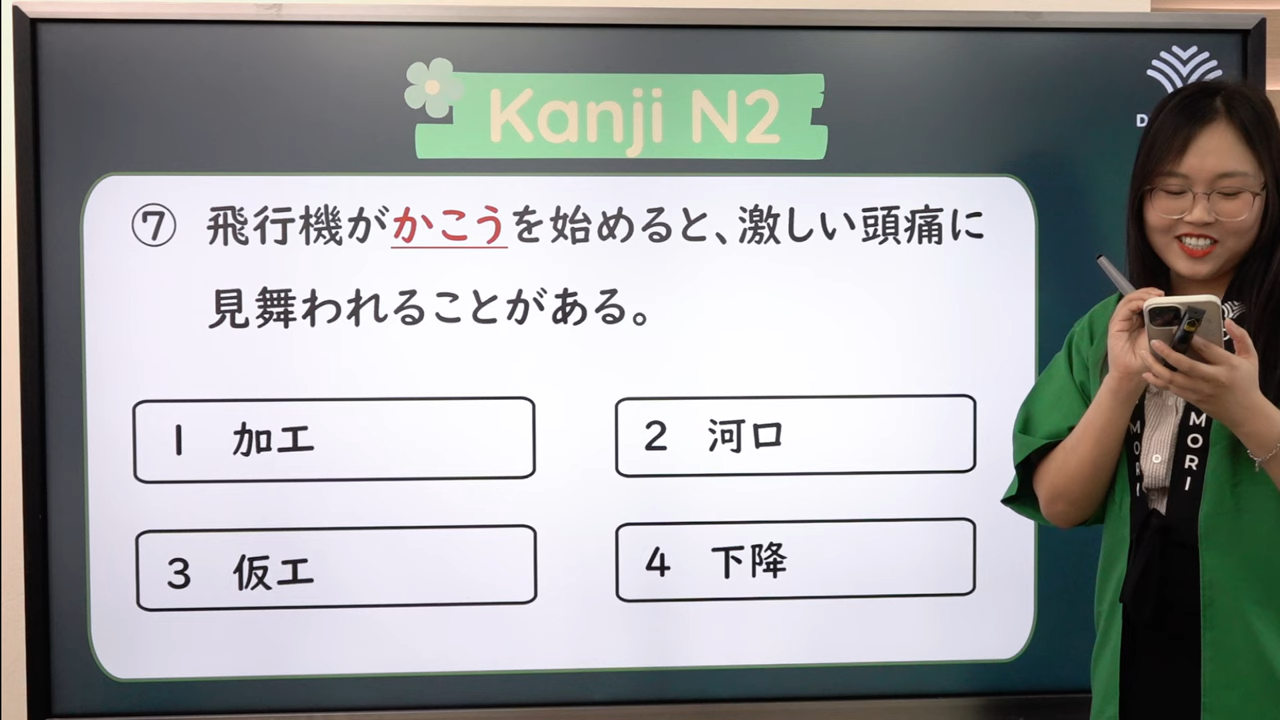 Kanji N2
⑦ 飛行機がかこうを始めると、激しい頭痛に
見舞われることがある。
1 加工
2 河口
3 仮工
4 下降
D
MORI
MORI